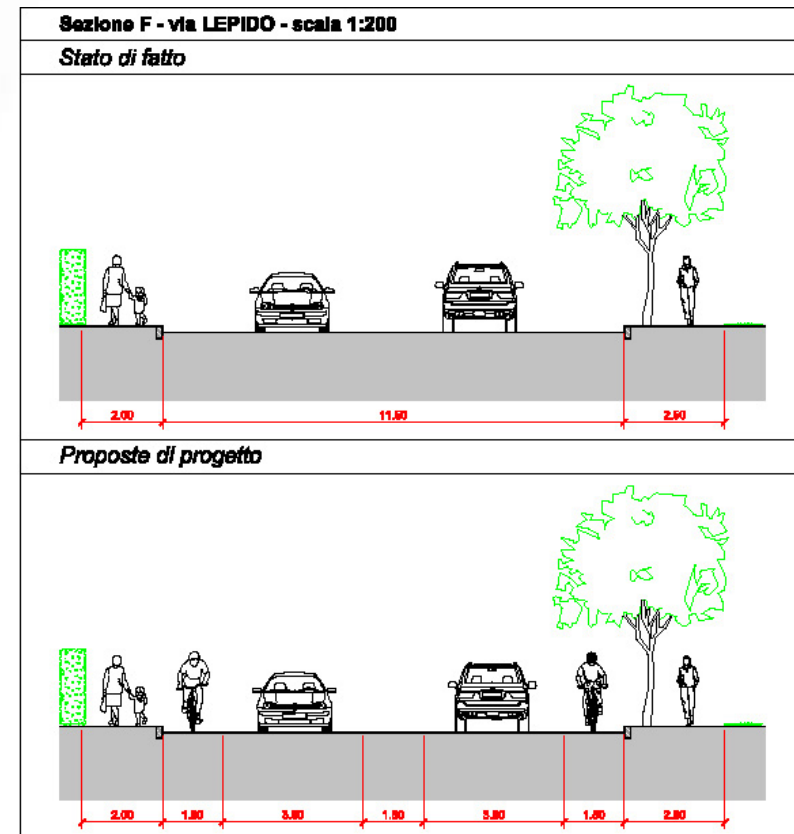 Sezione F - via LEPIDO - scala 1:200
Stato di fatto
2.00 11.50 2.50
Proposte di progetto
2.00 1.50 3.50 1.50 3.50 1.50 2.50